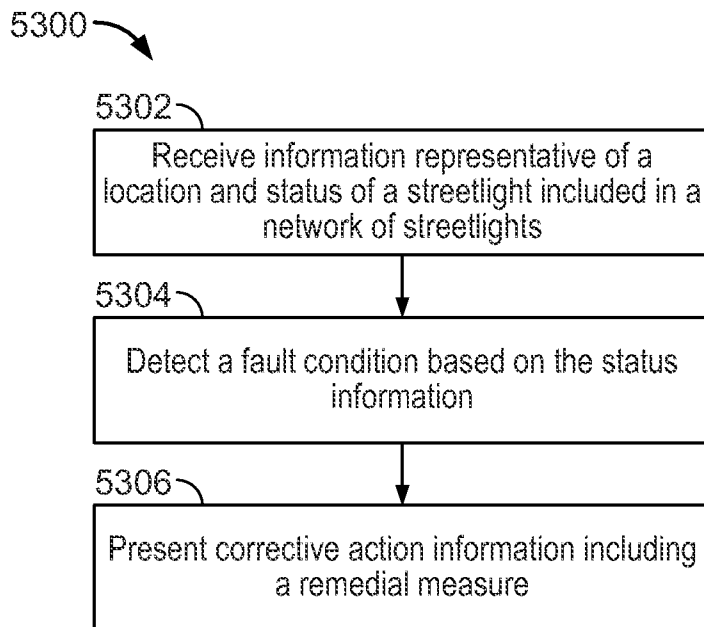 5300
5302
Receive information representative of a
location and status of a streetlight included in a
network of streetlights
5304
Detect a fault condition based on the status
information
5306
Present corrective action information including
a remedial measure